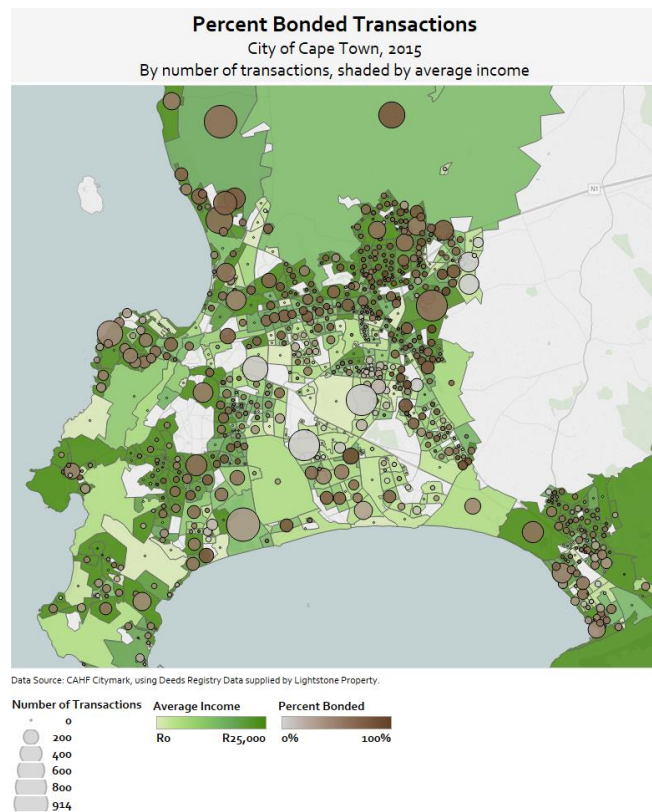 Percent Bonded Transactions
City of Cape Town, 2015
By number of transactions, shaded by average income
N1
Data Source: CAHF Citymark, using Deeds Registry Data supplied by Lightstone Property.
Number of Transactions
0
200
400
600
800
914
Average Income
R0 R25,000
Percent Bonded
0% 100%